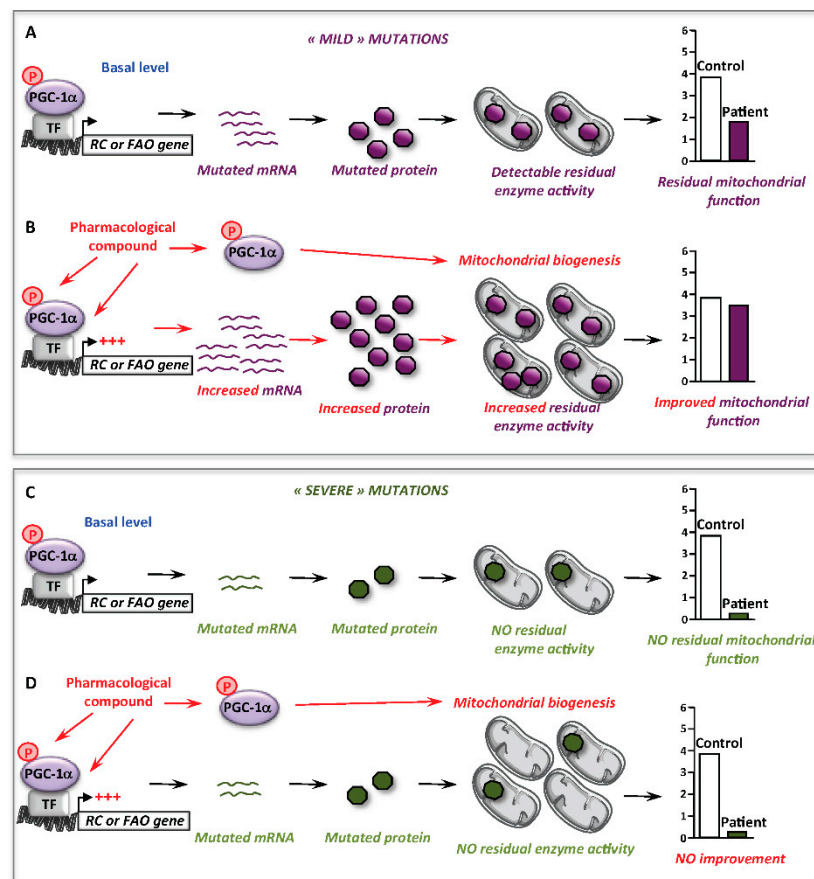 A
« MILD » MUTATIONS
P
Basal level
PGC-1α
TF
RC or FAO gene
Mutated mRNA
Mutated protein
Detectable residual
enzyme activity
6
5
4
3
2
1
0
Control
Patient
Residual mitochondrial
function
B
Pharmacological
compound
P
PGC-1α
Mitochondrial biogenesis
P
PGC-1α
TF
+++
RC or FAO gene
Increased mRNA
Increased protein
Increased residual
enzyme activity
6
5
4
3
2
1
0
Improved mitochondrial
function
C
« SEVERE » MUTATIONS
Basal level
P
PGC-1α
TF
RC or FAO gene
Mutated mRNA
Mutated protein
NO residual
enzyme activity
6
5
4
3
2
1
0
Control
Patient
NO residual mitochondrial
function
D
Pharmacological
compound
P
PGC-1α
Mitochondrial biogenesis
P
PGC-1α
TF
+++
RC or FAO gene
Mutated mRNA
Mutated protein
NO residual enzyme activity
6
5
4
3
2
1
0
Control
Patient
NO improvement